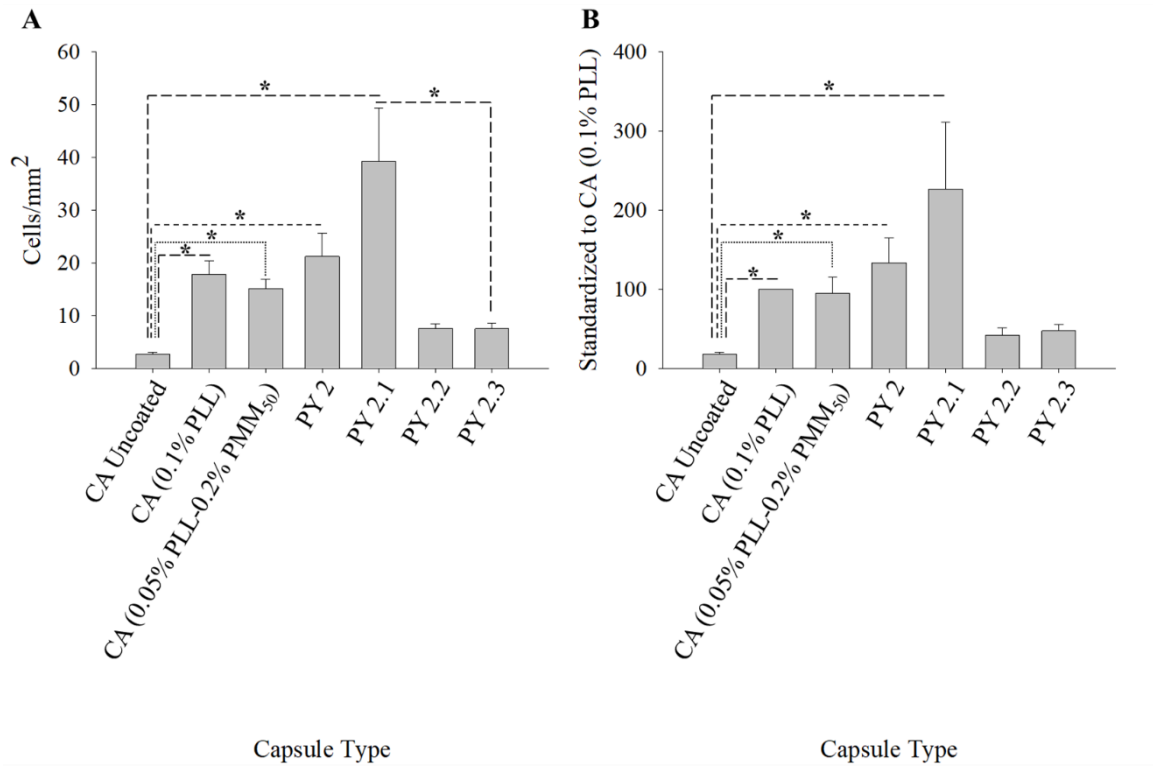 A
60
50
40
30
20
10
0
Cells/mm²
*
*
*
*
*
CA Uncoated
CA (0.1% PLL)
CA (0.05% PLL-0.2% PMM₅₀)
PY 2
PY 2.1
PY 2.2
PY 2.3
Capsule Type
B
400
300
200
100
0
Standardized to CA (0.1% PLL)
*
*
*
*
CA Uncoated
CA (0.1% PLL)
CA (0.05% PLL-0.2% PMM₅₀)
PY 2
PY 2.1
PY 2.2
PY 2.3
Capsule Type